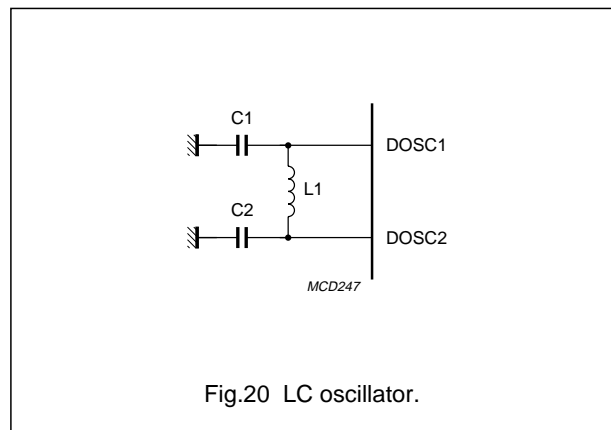 C1
DOSC1
L1
C2
DOSC2
MCD247
Fig.20 LC oscillator.